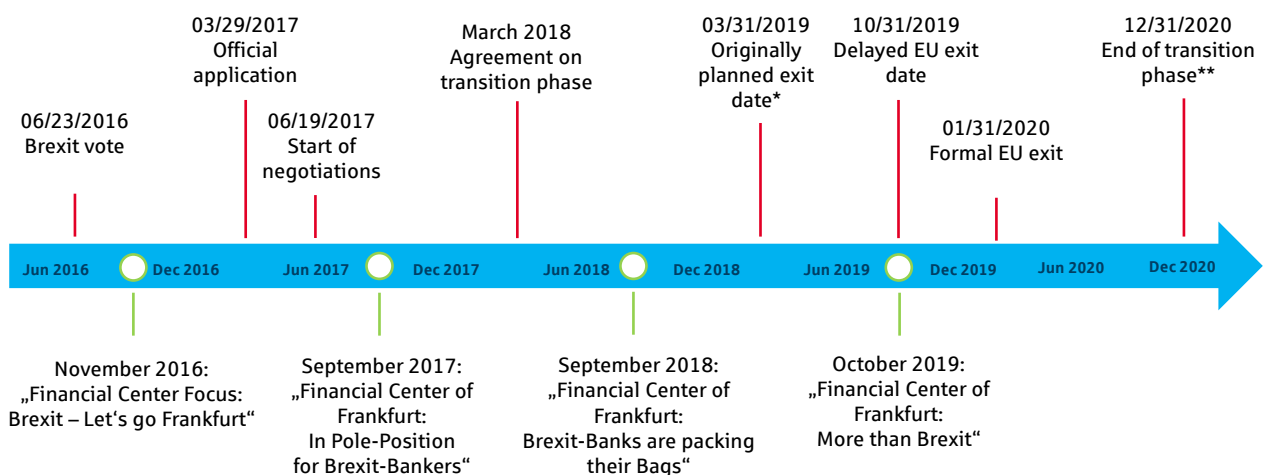 06/23/2016
Brexit vote
03/29/2017
Official
application
06/19/2017
Start of
negotiations
March 2018
Agreement on
transition phase
03/31/2019
Originally
planned exit
date*
10/31/2019
Delayed EU exit
date
01/31/2020
Formal EU exit
12/31/2020
End of transition
phase**
Jun 2016
Dec 2016
Jun 2017
Dec 2017
Jun 2018
Dec 2018
Jun 2019
Dec 2019
Jun 2020
Dec 2020
November 2016:
„Financial Center Focus:
Brexit – Let‘s go Frankfurt“
September 2017:
„Financial Center of
Frankfurt:
In Pole-Position
for Brexit-Bankers“
September 2018:
„Financial Center of
Frankfurt:
Brexit-Banks are packing
their Bags“
October 2019:
„Financial Center of
Frankfurt:
More than Brexit“